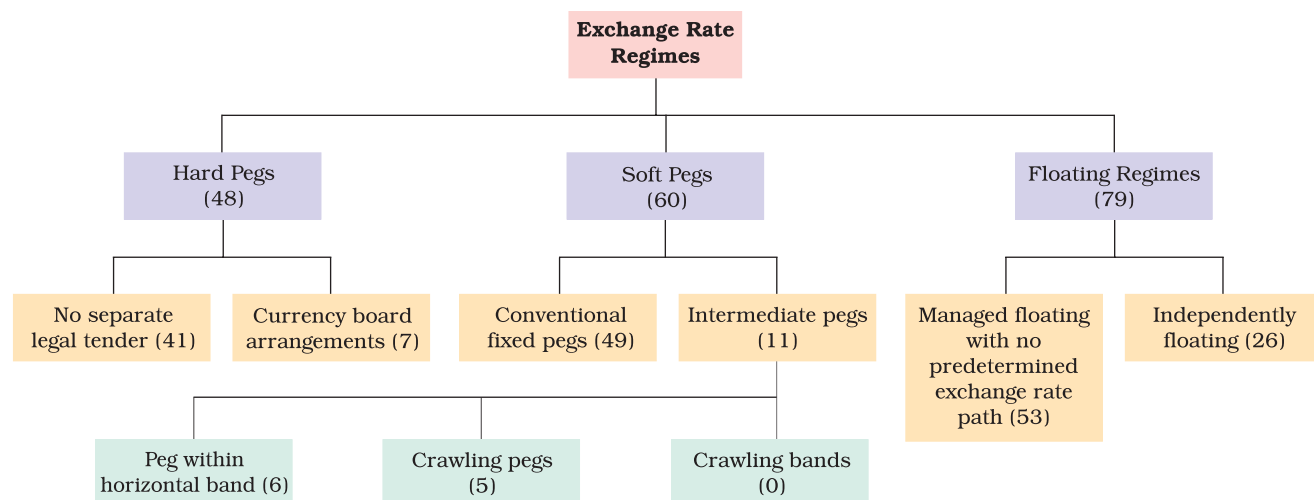 Exchange Rate
Regimes
Hard Pegs
(48)
Soft Pegs
(60)
Floating Regimes
(79)
No separate
legal tender (41)
Currency board
arrangements (7)
Conventional
fixed pegs (49)
Intermediate pegs
(11)
Managed floating
with no
predetermined
exchange rate
path (53)
Independently
floating (26)
Peg within
horizontal band (6)
Crawling pegs
(5)
Crawling bands
(0)